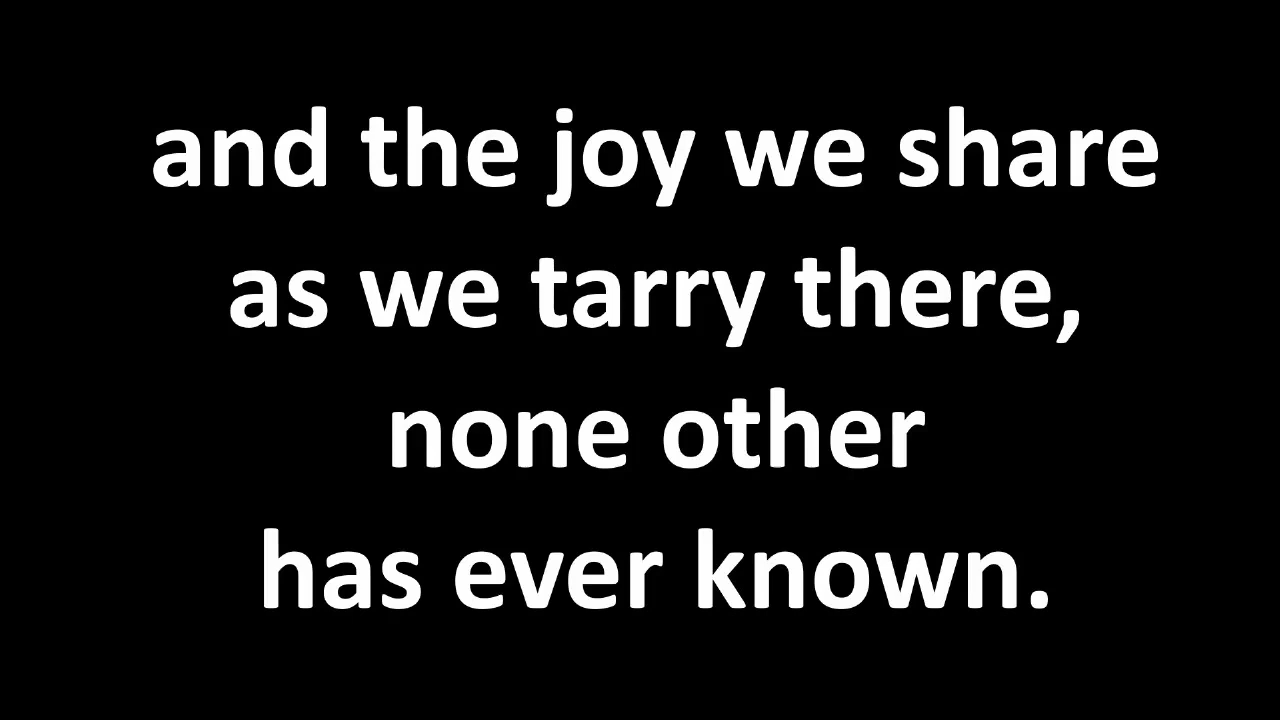 and the joy we share
as we tarry there,
none other
has ever known.